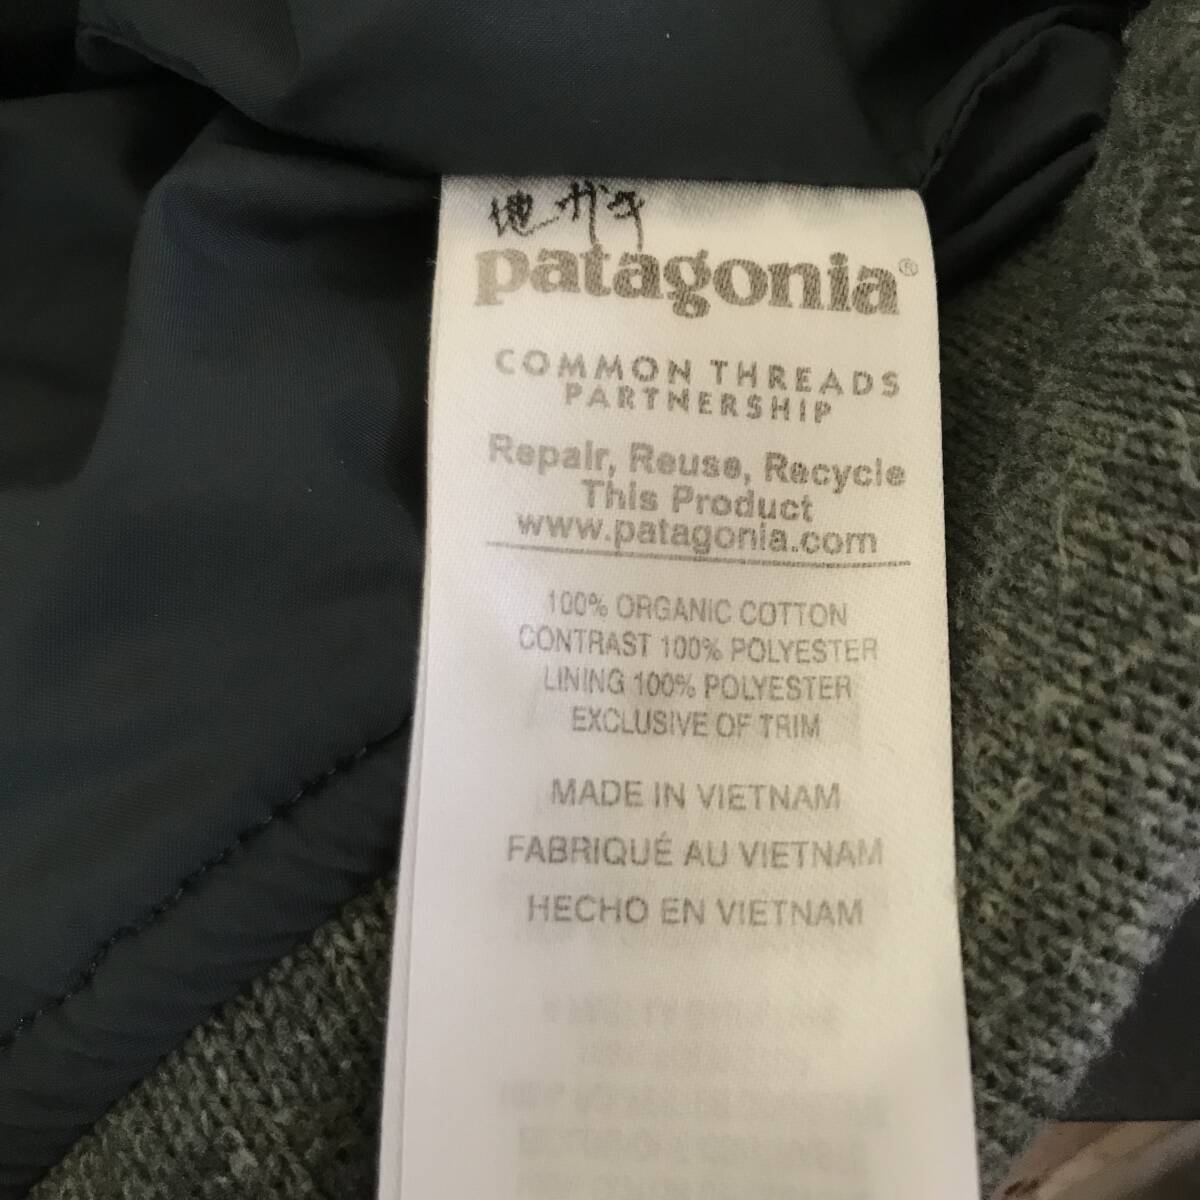 patagonia®
COMMON THREADS
PARTNERSHIP
Repair, Reuse, Recycle
This Product
www.patagonia.com
100% ORGANIC COTTON
CONTRAST 100% POLYESTER
LINING 100% POLYESTER
EXCLUSIVE OF TRIM
MADE IN VIETNAM
FABRIQUÉ AU VIETNAM
HECHO EN VIETNAM